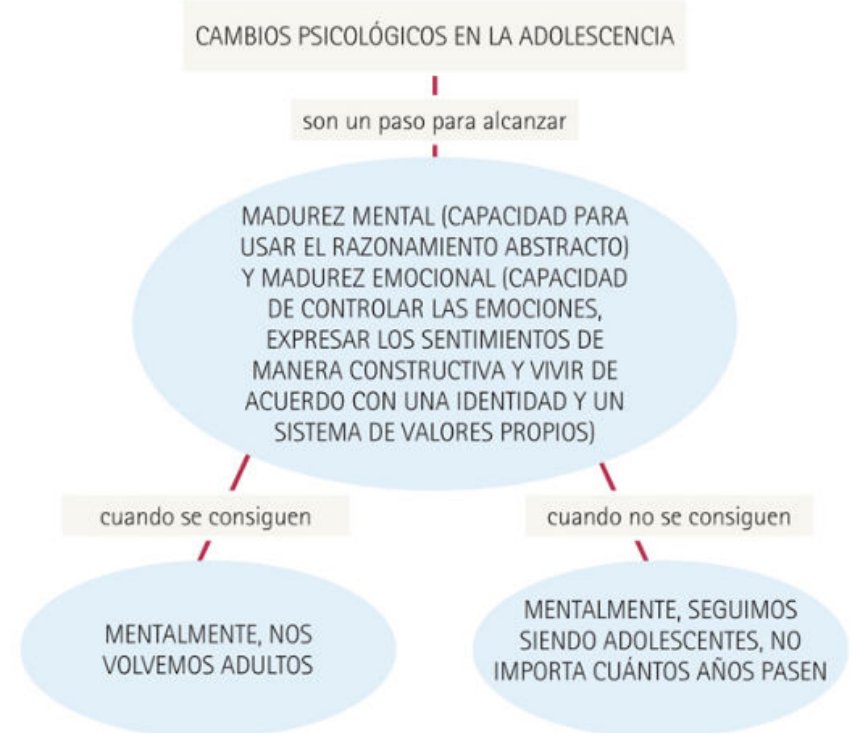 CAMBIOS PSICOLÓGICOS EN LA ADOLESCENCIA
son un paso para alcanzar
MADUREZ MENTAL (CAPACIDAD PARA
USAR EL RAZONAMIENTO ABSTRACTO)
Y MADUREZ EMOCIONAL (CAPACIDAD
DE CONTROLAR LAS EMOCIONES,
EXPRESAR LOS SENTIMIENTOS DE
MANERA CONSTRUCTIVA Y VIVIR DE
ACUERDO CON UNA IDENTIDAD Y UN
SISTEMA DE VALORES PROPIOS)
cuando se consiguen
MENTALMENTE, NOS
VOLVEMOS ADULTOS
cuando no se consiguen
MENTALMENTE, SEGUIMOS
SIENDO ADOLESCENTES, NO
IMPORTA CUÁNTOS AÑOS PASEN